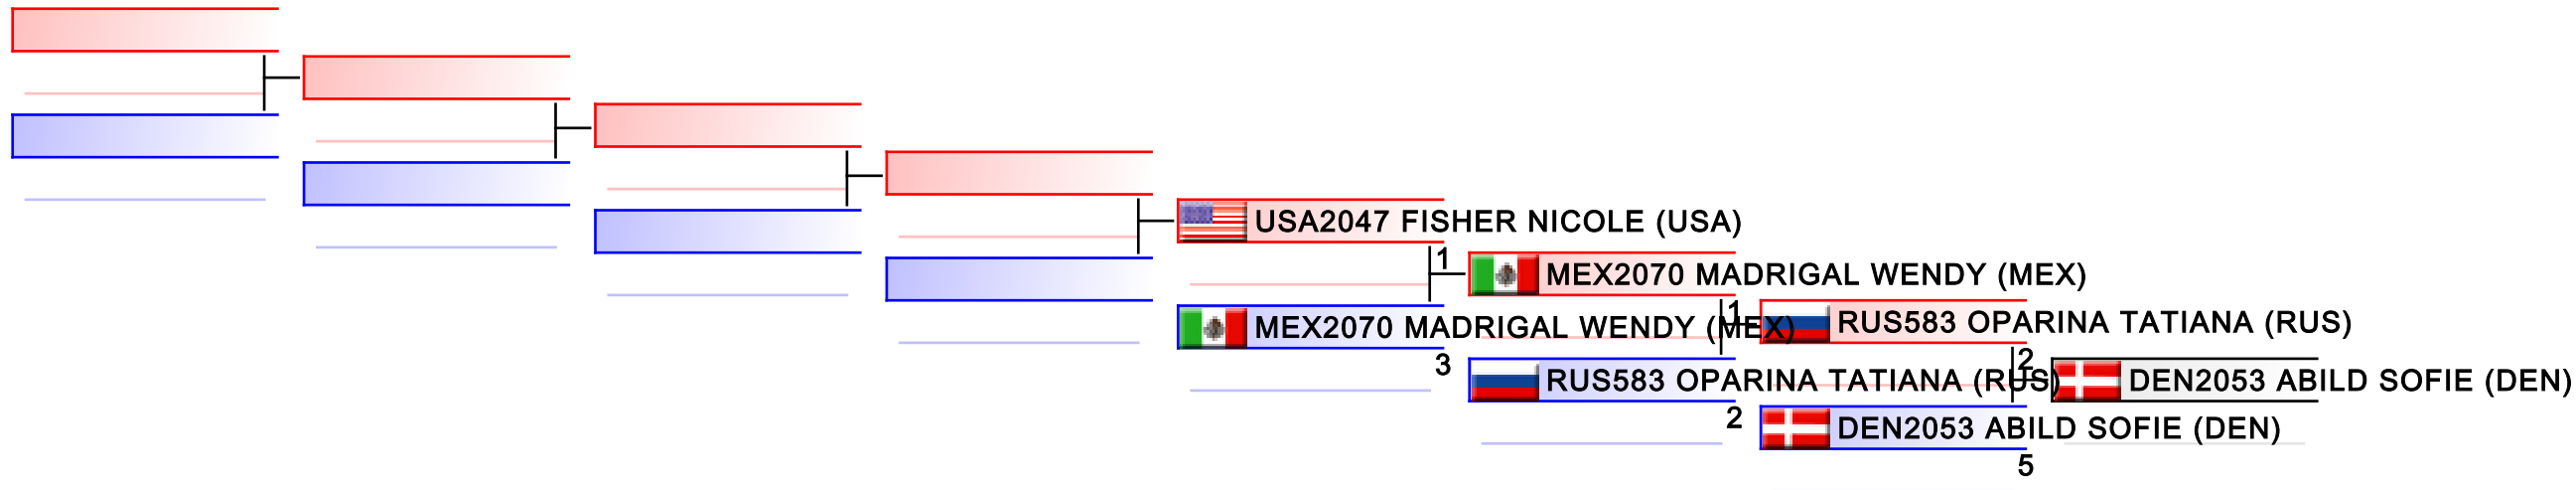 USA2047 FISHER NICOLE (USA)
1
MEX2070 MADRIGAL WENDY (MEX)
MEX2070 MADRIGAL WENDY (MEX)
3
1
RUS583 OPARINA TATIANA (RUS)
RUS583 OPARINA TATIANA (RUS)
2
2
DEN2053 ABILD SOFIE (DEN)
DEN2053 ABILD SOFIE (DEN)
5